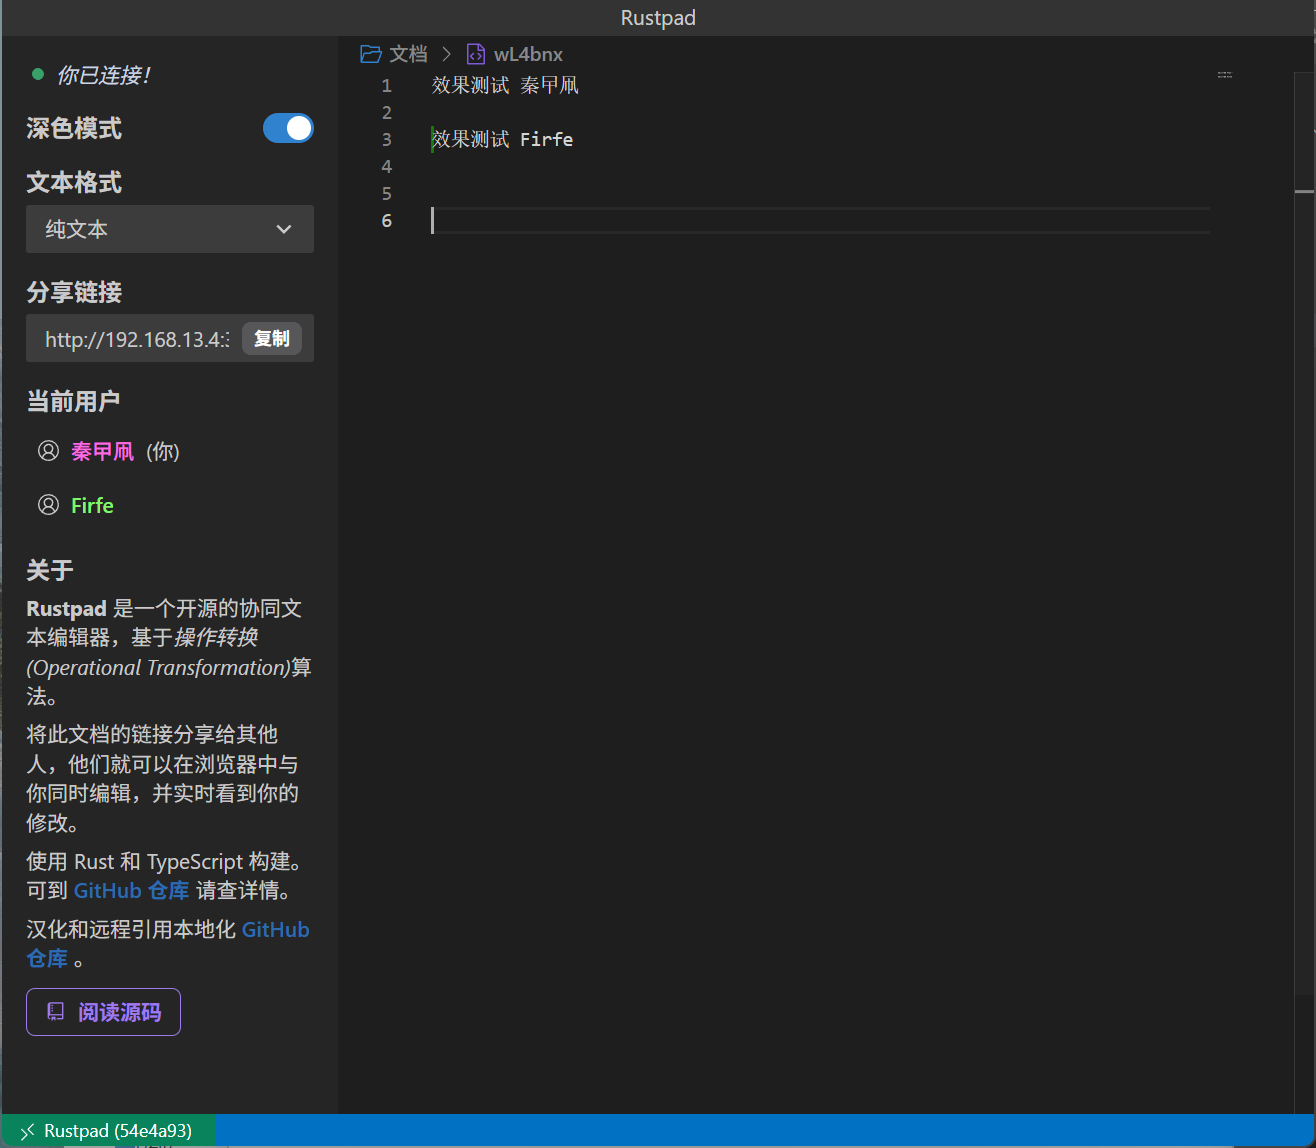 Rustpad
你已连接！
深色模式
文本格式
纯文本
分享链接
http://192.168.13.4:3
复制
当前用户
秦曱凧 (你)
Firfe
关于
Rustpad 是一个开源的协同文
本编辑器，基于操作转换
(Operational Transformation)算
法。
将此文档的链接分享给其他
人，他们就可以在浏览器中与
你同时编辑，并实时看到你的
修改。
使用 Rust 和 TypeScript 构建。
可到 GitHub 仓库 请查详情。
汉化和远程引用本地化 GitHub
仓库 。
阅读源码
文档 > wL4bnx
1 效果测试 秦曱凧
2
3 效果测试 Firfe
4
5
6
Rustpad (54e4a93)